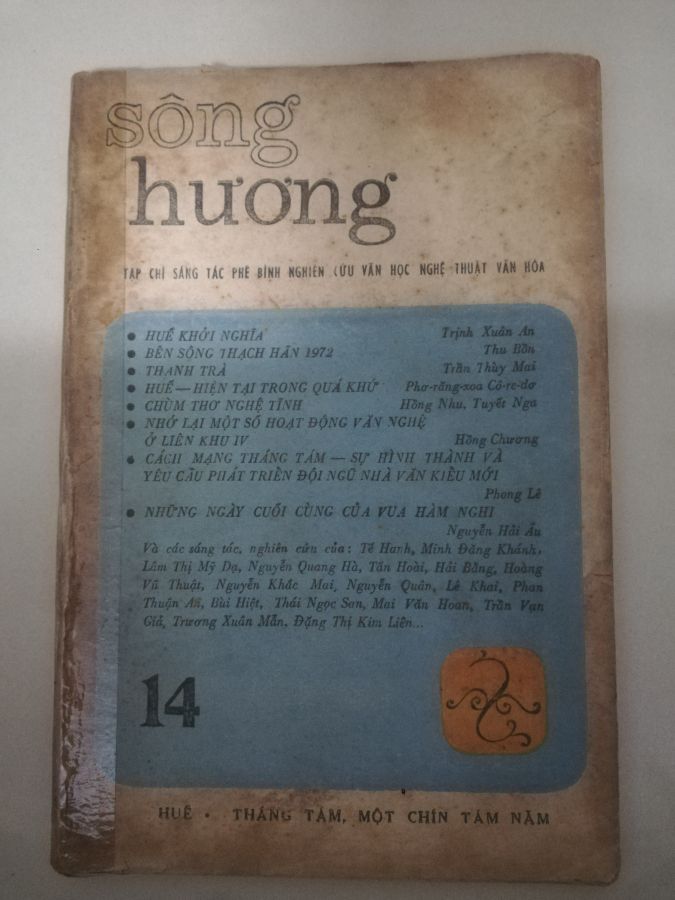 sông
hương
TẠP CHÍ SÁNG TÁC PHÊ BÌNH NGHIÊN CỨU VĂN HỌC NGHỆ THUẬT VĂN HÓA
• HUẾ KHỞI NGHĨA Trịnh Xuân An
• BÊN SÔNG THẠCH HÃN 1972 Thu Bồn
• THANH TRÀ Trần Thùy Mai
• HUẾ — HIỆN TẠI TRONG QUÁ KHỨ Phơ-răng-xoa Cô-re-dơ
• CHÙM THƠ NGHỆ TĨNH Hồng Nhu, Tuyết Nga
• NHỚ LẠI MỘT SỐ HOẠT ĐỘNG VĂN NGHỆ
Ở LIÊN KHU IV Hồng Chương
• CÁCH MẠNG THÁNG TÁM — SỰ HÌNH THÀNH VÀ
YÊU CẦU PHÁT TRIỂN ĐỘI NGŨ NHÀ VĂN KIỂU MỚI
Phong Lê
• NHỮNG NGÀY CUỐI CÙNG CỦA VUA HÀM NGHI
Nguyễn Hải Âu
Và các sáng tác, nghiên cứu của: Tế Hanh, Minh Đăng Khánh,
Lâm Thị Mỹ Dạ, Nguyễn Quang Hà, Tấn Hoài, Hải Bằng, Hoàng
Vũ Thuật, Nguyễn Khắc Mai, Nguyễn Quân, Lê Khai, Phan
Thuận An, Bùi Hiệt, Thái Ngọc San, Mai Văn Hoan, Trần Vạn
Giã, Trương Xuân Mẫn, Đặng Thị Kim Liên...
14
HUẾ • THÁNG TÁM, MỘT CHÍN TÁM NĂM